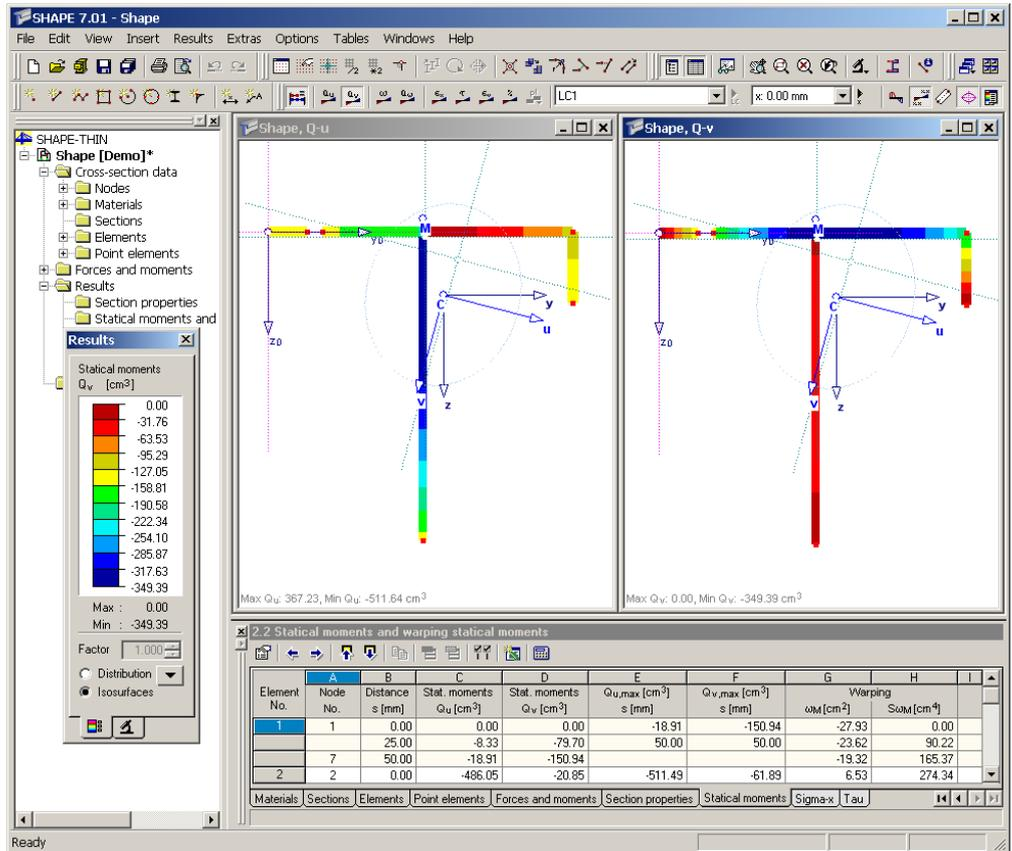 SHAPE 7.01 - Shape
File Edit View Insert Results Extras Options Tables Windows Help
LC1 x: 0.00 mm
SHAPE-THIN
Shape [Demo]*
Cross-section data
Nodes
Materials
Sections
Elements
Point elements
Forces and moments
Results
Section properties
Statical moments and
Results
Statical moments
Qv [cm³]
0.00
-31.76
-63.53
-95.29
-127.05
-158.81
-190.58
-222.34
-254.10
-285.87
-317.63
-349.39
Max : 0.00
Min : -349.39
Factor 1.000
Distribution
Isosurfaces
Shape, Q-u
M
y0
z0
C
y
u
v
z
Max Qu: 367.23, Min Qu: -511.64 cm³
Shape, Q-v
M
y0
z0
C
y
u
v
z
Max Qv: 0.00, Min Qv: -349.39 cm³
2.2 Statical moments and warping statical moments
A B C D E F G H I
Element Node Distance Stat. moments Stat. moments Qu,max [cm³] Qv,max [cm³] Warping
No. No. s [mm] Qu [cm³] Qv [cm³] s [mm] s [mm] ωM [cm²] SωM [cm⁴]
1 1 0.00 0.00 0.00 -18.91 -150.94 -27.93 0.00
25.00 -8.33 -79.70 50.00 50.00 -23.62 90.22
7 50.00 -18.91 -150.94 -19.32 165.37
2 2 0.00 -486.05 -20.85 -511.49 -61.89 6.53 274.34
Materials Sections Elements Point elements Forces and moments Section properties Statical moments Sigma-x Tau
Ready